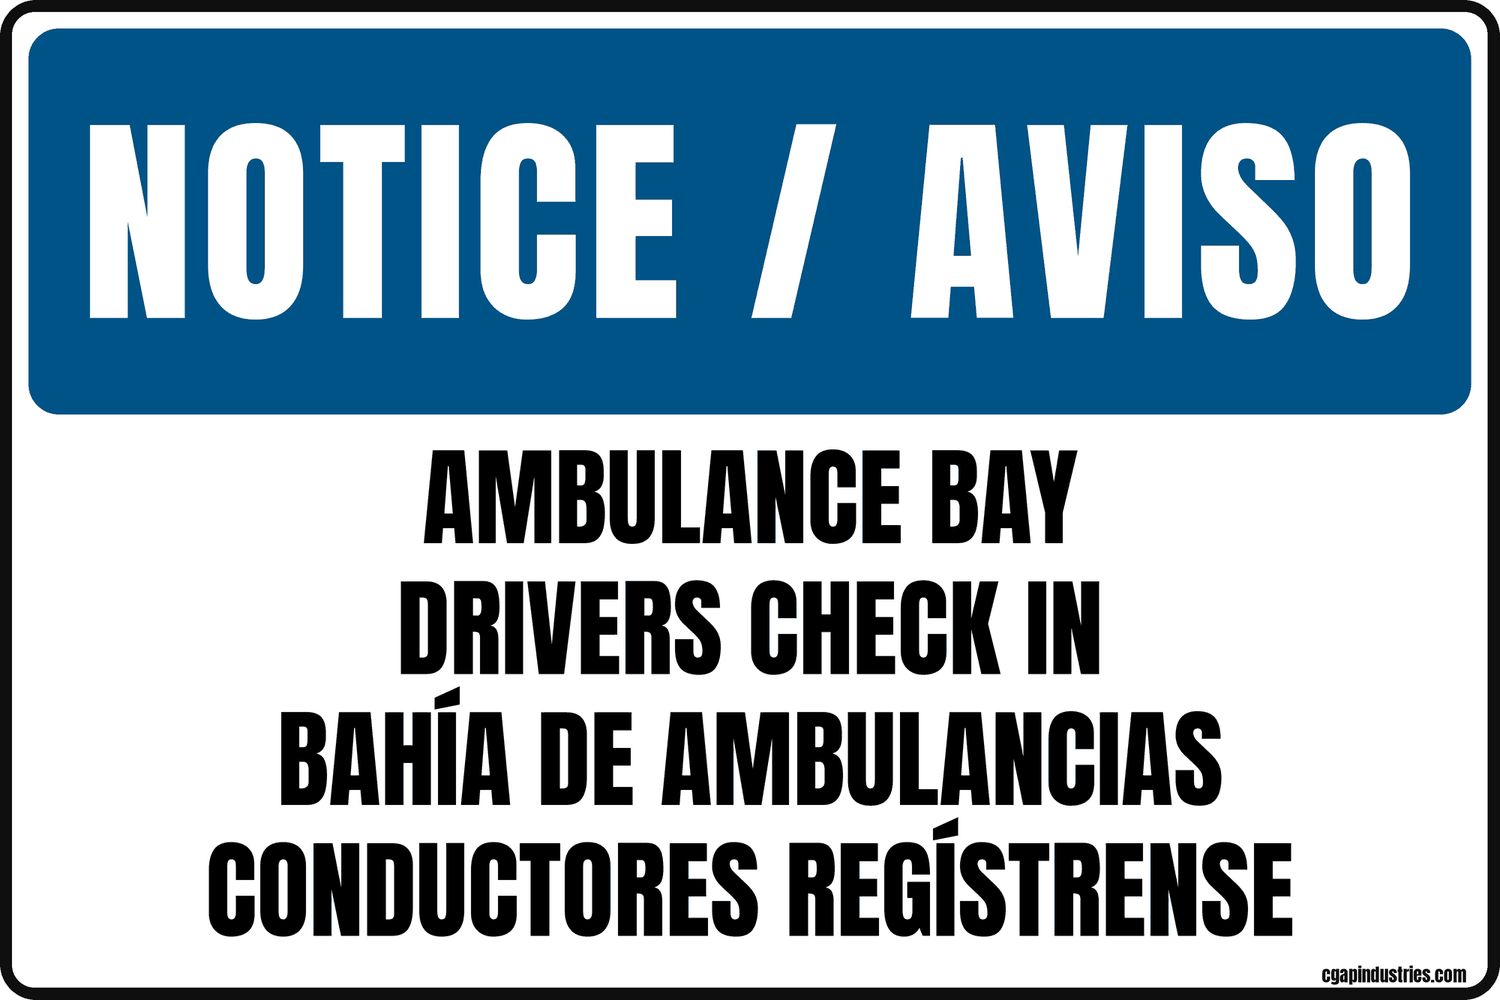 NOTICE / AVISO
AMBULANCE BAY
DRIVERS CHECK IN
BAHÍA DE AMBULANCIAS
CONDUCTORES REGÍSTRENSE
cgapindustries.com